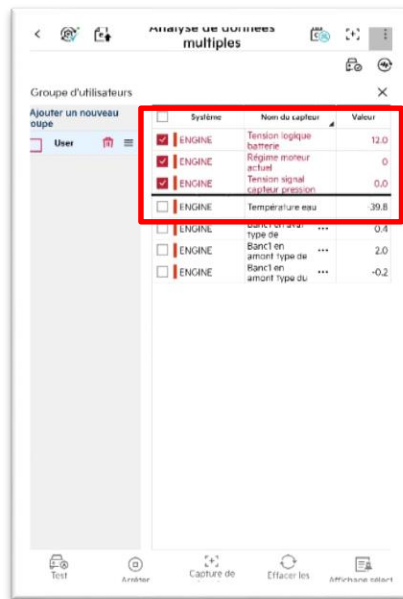 Analyse de données
multiples
Groupe d'utilisateurs
Ajouter un nouveau
oupe
User
Système Nom du capteur Valeur
ENGINE Tension logique
batterie 12.0
ENGINE Régime moteur
actuel 0
ENGINE Tension signal
capteur pression 0.0
ENGINE Température eau -39.8
ENGINE Banc1 en aval
type de ... 0.4
ENGINE Banc1 en
amont type de ... 2.0
ENGINE Banc1 en
amont type du ... -0.2
Test
Arrêter
Capture de
Effacer les
Affichage sélect